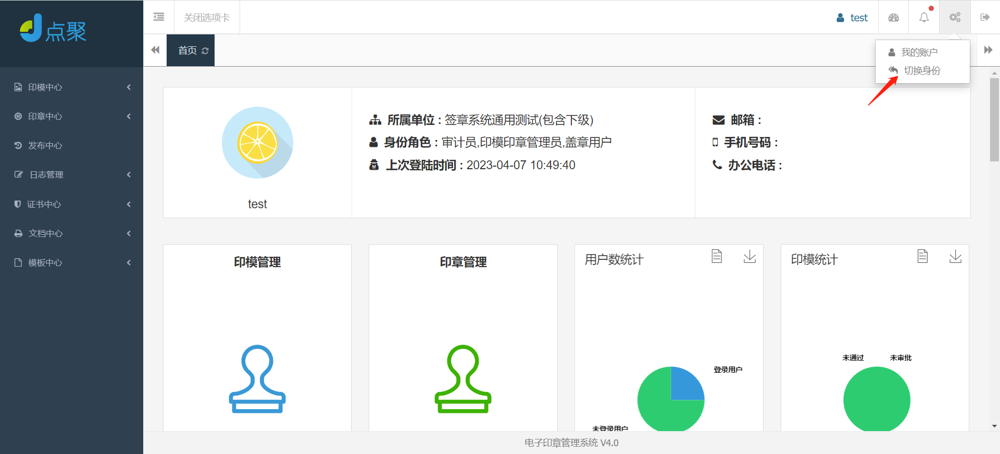 点聚
关闭选项卡
test
首页
我的账户
切换身份
印模中心
印章中心
发布中心
日志管理
证书中心
文档中心
模板中心
test
所属单位 : 签章系统通用测试(包含下级)
身份角色 : 审计员,印模印章管理员,盖章用户
上次登陆时间 : 2023-04-07 10:49:40
邮箱 :
手机号码 :
办公电话 :
印模管理
印章管理
用户数统计
登录用户
未登录用户
印模统计
未通过
未审批
电子印章管理系统 V4.0